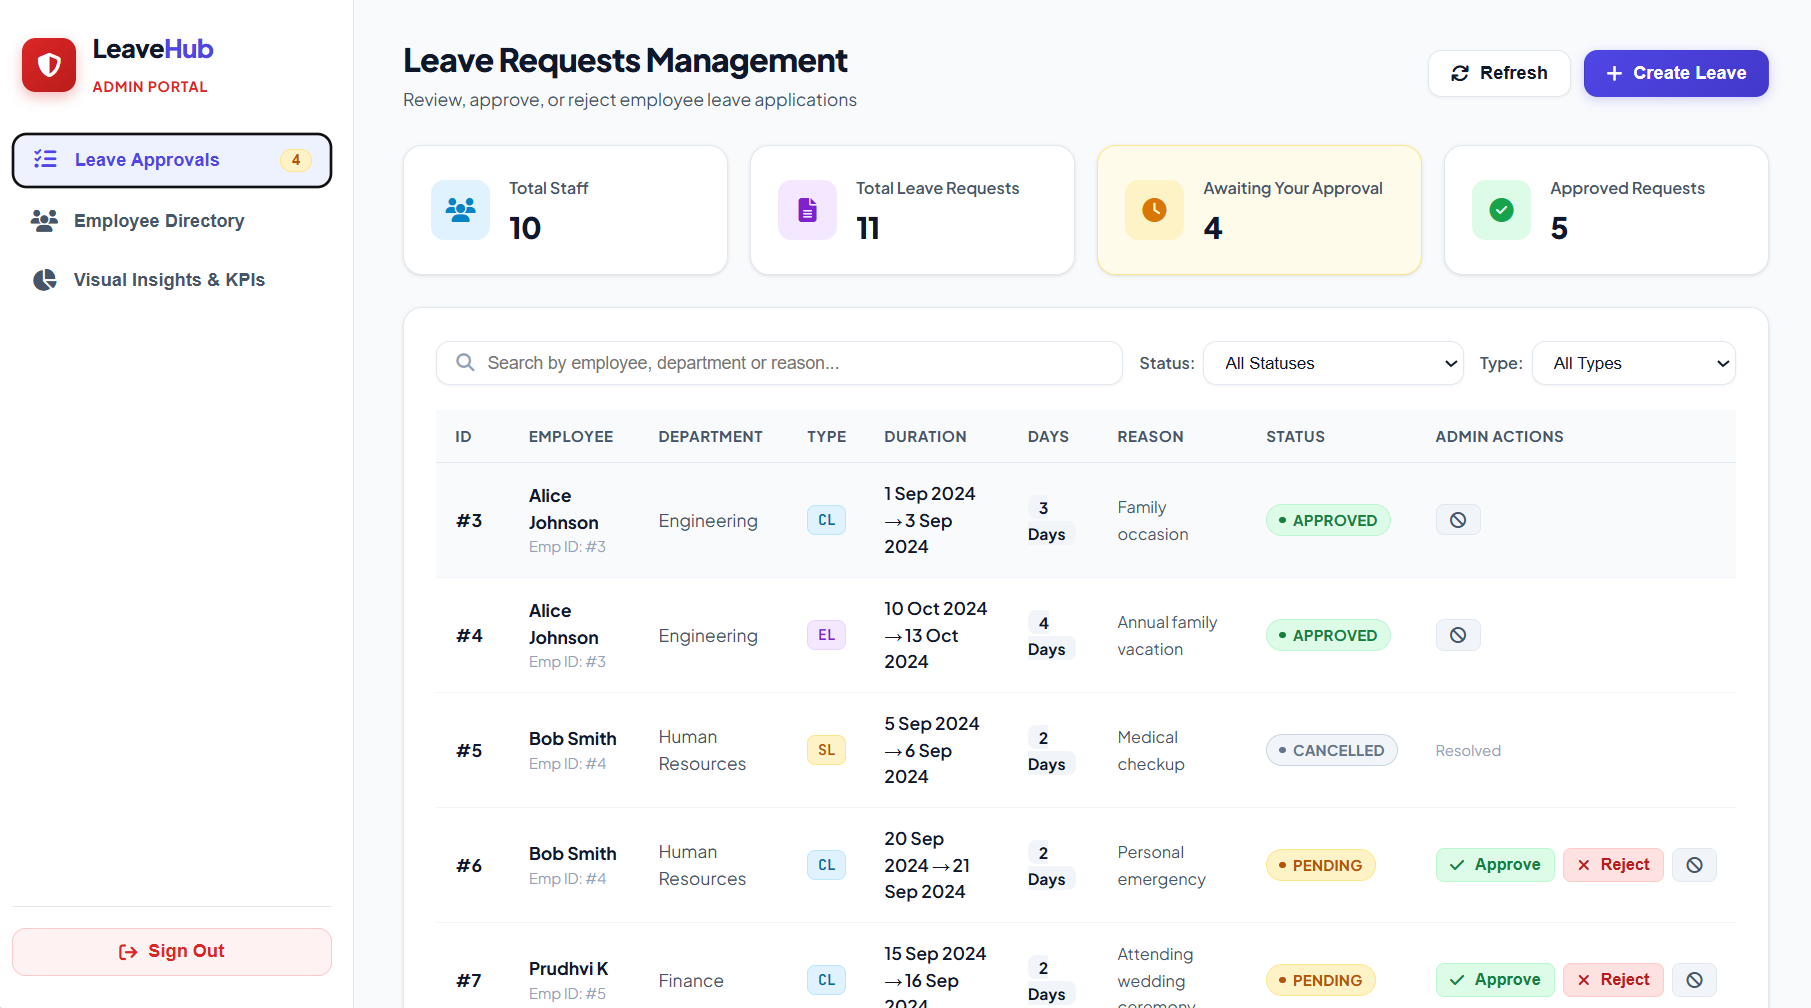 LeaveHub
ADMIN PORTAL
Leave Approvals 4
Employee Directory
Visual Insights & KPIs
Sign Out
Leave Requests Management
Review, approve, or reject employee leave applications
Refresh
Create Leave
Total Staff
10
Total Leave Requests
11
Awaiting Your Approval
4
Approved Requests
5
Search by employee, department or reason...
Status: All Statuses
Type: All Types
ID EMPLOYEE DEPARTMENT TYPE DURATION DAYS REASON STATUS ADMIN ACTIONS
#3
Alice
Johnson
Emp ID: #3
Engineering
CL
1 Sep 2024
→ 3 Sep
2024
3
Days
Family
occasion
APPROVED
#4
Alice
Johnson
Emp ID: #3
Engineering
EL
10 Oct 2024
→ 13 Oct
2024
4
Days
Annual family
vacation
APPROVED
#5
Bob Smith
Emp ID: #4
Human
Resources
SL
5 Sep 2024
→ 6 Sep
2024
2
Days
Medical
checkup
CANCELLED
Resolved
#6
Bob Smith
Emp ID: #4
Human
Resources
CL
20 Sep
2024 → 21
Sep 2024
2
Days
Personal
emergency
PENDING
Approve
Reject
#7
Prudhvi K
Emp ID: #5
Finance
CL
15 Sep 2024
→ 16 Sep
2024
2
Days
Attending
wedding
ceremony
PENDING
Approve
Reject